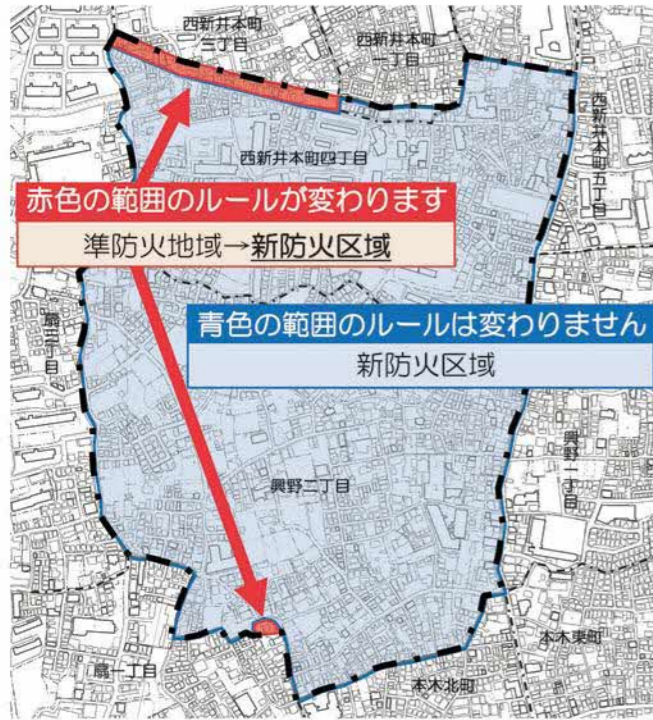 西新井本町
三丁目
西新井本町
一丁目
西新井本町五丁目
西新井本町四丁目
赤色の範囲のルールが変わります
準防火地域→新防火区域
青色の範囲のルールは変わりません
新防火区域
扇三丁目
興野一丁目
興野二丁目
扇一丁目
本木東町
本木北町